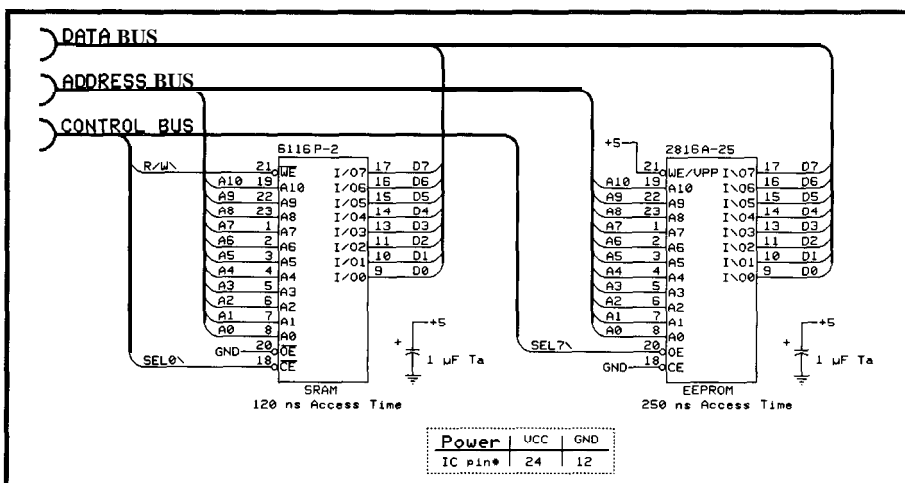 DATA BUS
ADDRESS BUS
CONTROL BUS
6116P-2
R/W\ 21 WE I/O7 17 D7
A10 19 A10 I/O6 16 D6
A9 22 A9 I/O5 15 D5
A8 23 A8 I/O4 14 D4
A7 1 A7 I/O3 13 D3
A6 2 A6 I/O2 11 D2
A5 3 A5 I/O1 10 D1
A4 4 A4 I/O0 9 D0
A3 5 A3
A2 6 A2
A1 7 A1
A0 8 A0
GND 20 OE
SEL0\ 18 CE
+5
+
1 µF Ta
SRAM
120 ns Access Time
2816A-25
+5 21 WE/VPP I\O7 17 D7
A10 19 A10 I\O6 16 D6
A9 22 A9 I\O5 15 D5
A8 23 A8 I\O4 14 D4
A7 1 A7 I\O3 13 D3
A6 2 A6 I\O2 11 D2
A5 3 A5 I\O1 10 D1
A4 4 A4 I\O0 9 D0
A3 5 A3
A2 6 A2
A1 7 A1
A0 8 A0
SEL7\ 20 OE
GND 18 CE
+5
+
1 µF Ta
EEPROM
250 ns Access Time
Power VCC GND
IC pin# 24 12